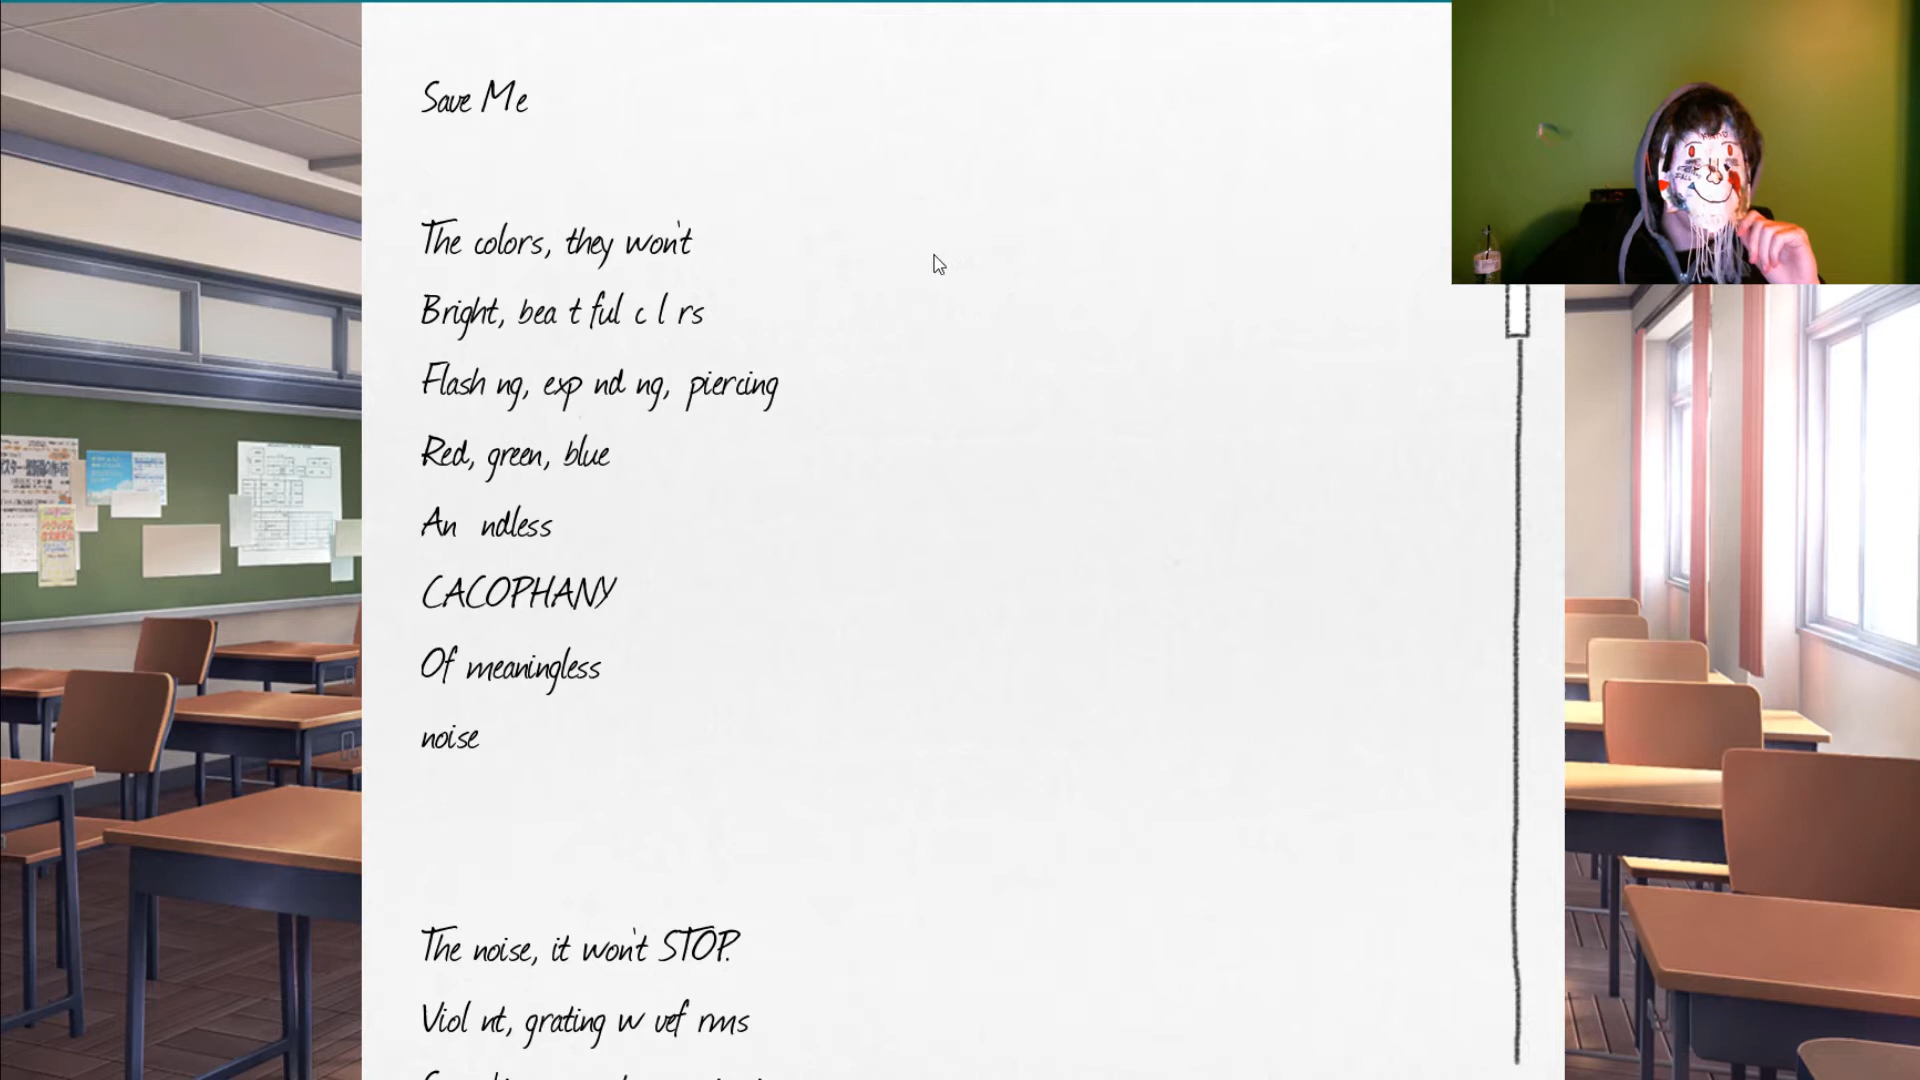 Save Me
The colors, they won't
Bright, bea t ful c l rs
Flash ng, exp nd ng, piercing
Red, green, blue
An ndless
CACOPHANY
Of meaningless
noise
The noise, it won't STOP.
Viol nt, grating w vef rms